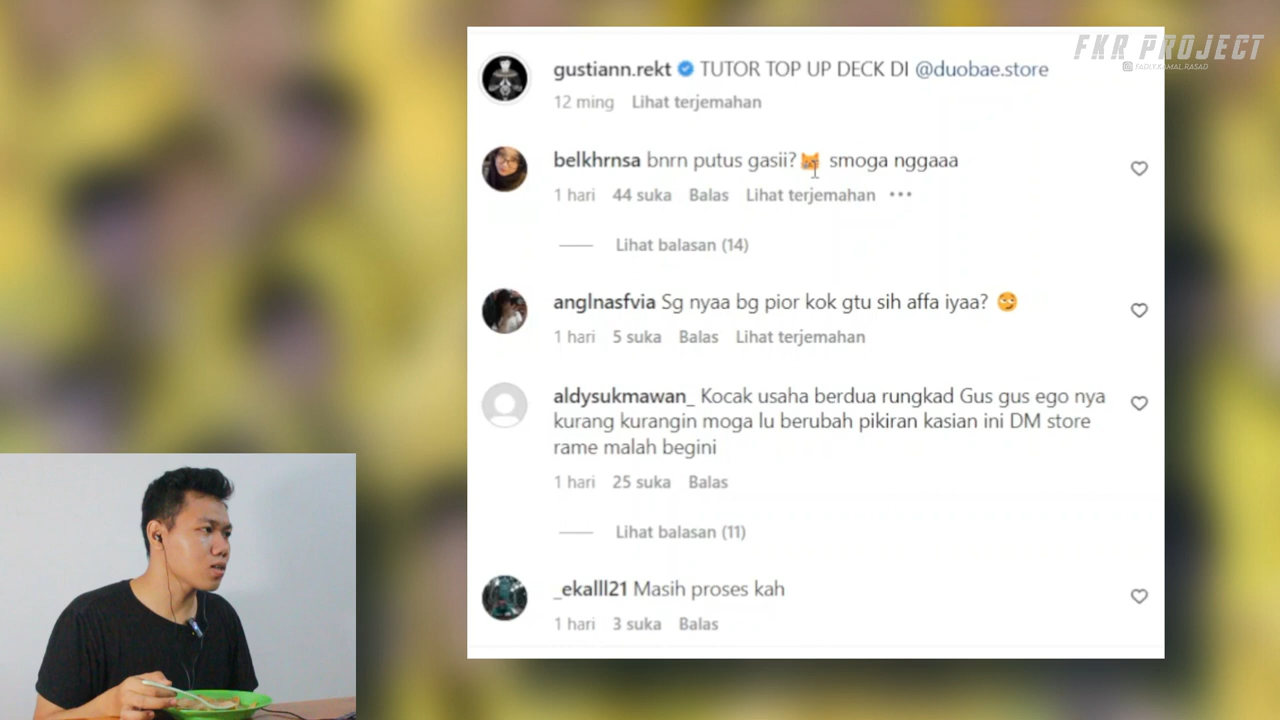 FKR PROJECT
FADLY.KAMAL.RASAD
gustiann.rekt TUTOR TOP UP DECK DI @duobae.store
12 ming Lihat terjemahan
belkhrnsa bnrn putus gasii? smoga nggaaa
1 hari 44 suka Balas Lihat terjemahan
Lihat balasan (14)
anglnasfvia Sg nyaa bg pior kok gtu sih affa iyaa?
1 hari 5 suka Balas Lihat terjemahan
aldysukmawan_ Kocak usaha berdua rungkad Gus gus ego nya
kurang kurangin moga lu berubah pikiran kasian ini DM store
rame malah begini
1 hari 25 suka Balas
Lihat balasan (11)
_ekalll21 Masih proses kah
1 hari 3 suka Balas